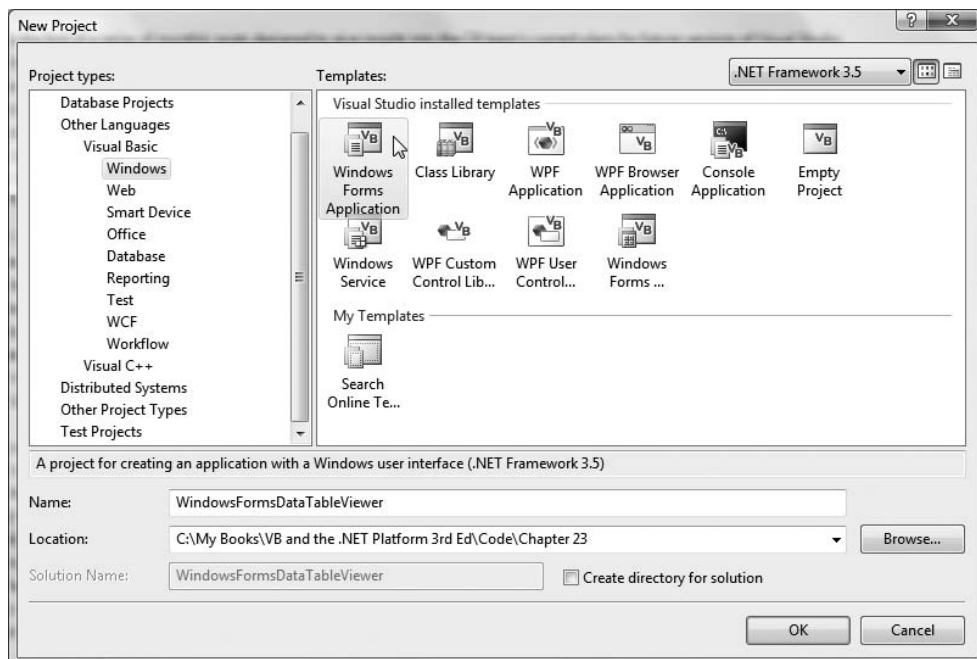 New Project
Project types:
Templates:
.NET Framework 3.5
Database Projects
Other Languages
Visual Basic
Windows
Web
Smart Device
Office
Database
Reporting
Test
WCF
Workflow
Visual C++
Distributed Systems
Other Project Types
Test Projects
Visual Studio installed templates
Windows Forms Application
Class Library
WPF Application
WPF Browser Application
Console Application
Empty Project
Windows Service
WPF Custom Control Lib...
WPF User Control...
Windows Forms ...
My Templates
Search Online Te...
A project for creating an application with a Windows user interface (.NET Framework 3.5)
Name:
WindowsFormsDataTableViewer
Location:
C:\My Books\VB and the .NET Platform 3rd Ed\Code\Chapter 23
Browse...
Solution Name:
WindowsFormsDataTableViewer
Create directory for solution
OK
Cancel